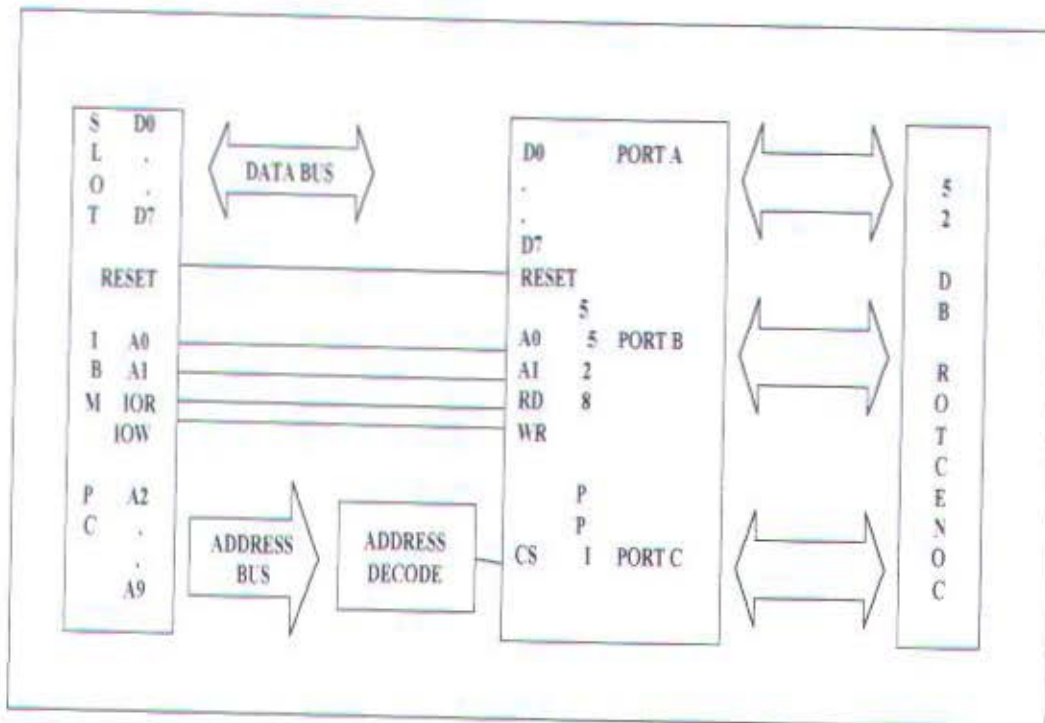 S D0
L .
O .
T D7
RESET
I A0
B A1
M IOR
IOW
P A2
C .
.
A9
DATA BUS
ADDRESS
BUS
ADDRESS
DECODE
D0 PORT A
.
.
D7
RESET
5
A0 5 PORT B
A1 2
RD 8
WR
P
P
CS I PORT C
5
2
D
B
R
O
T
C
E
N
O
C